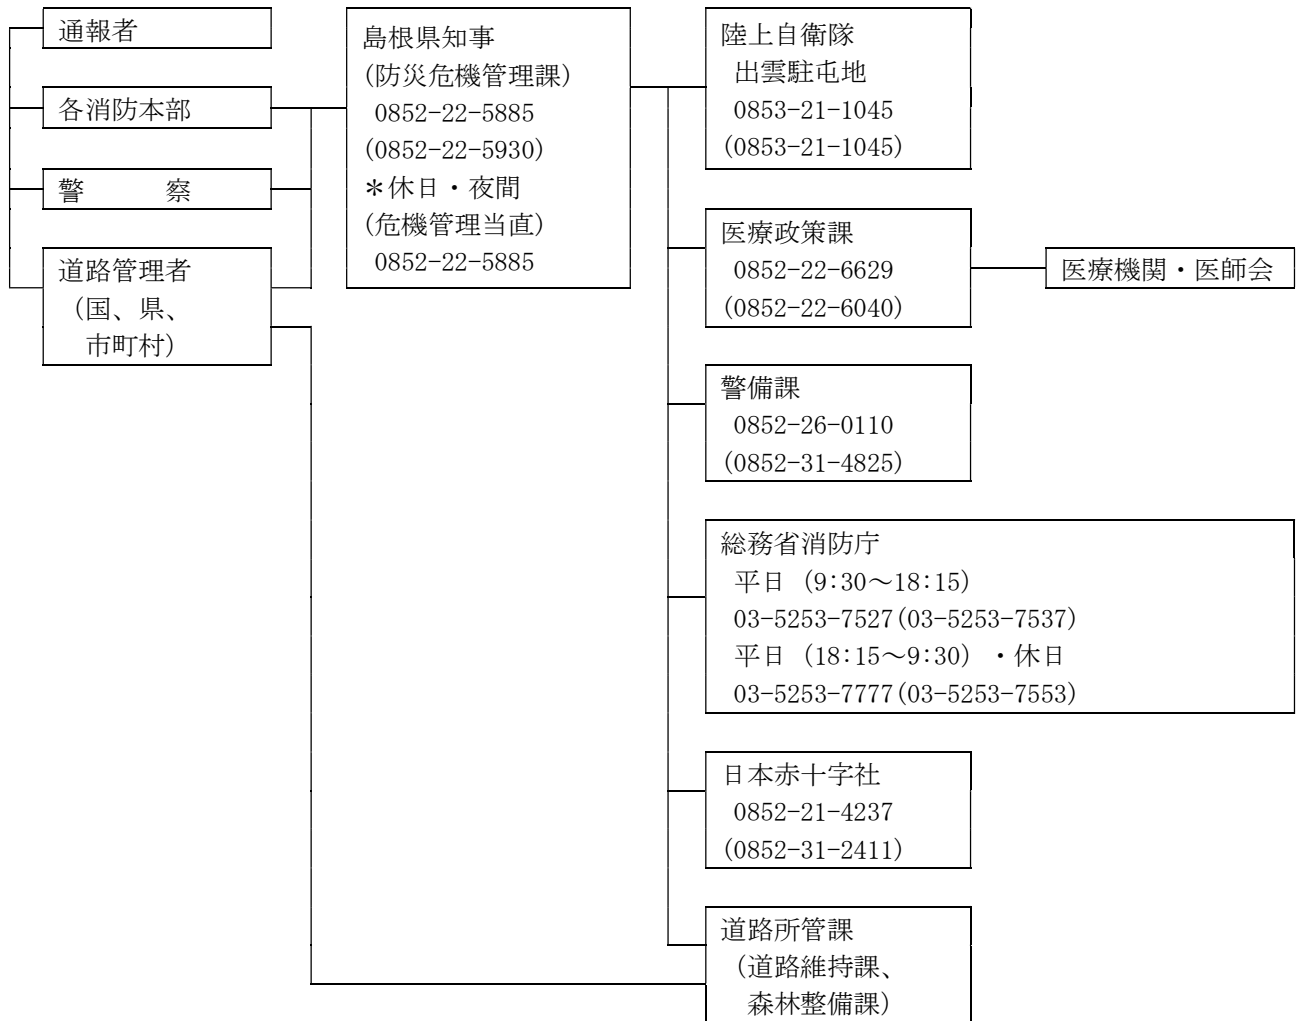 通報者
各消防本部
警　　　察
道路管理者
(国、県、
市町村)
島根県知事
(防災危機管理課)
0852-22-5885
(0852-22-5930)
＊休日・夜間
(危機管理当直)
0852-22-5885
陸上自衛隊
出雲駐屯地
0853-21-1045
(0853-21-1045)
医療政策課
0852-22-6629
(0852-22-6040)
医療機関・医師会
警備課
0852-26-0110
(0852-31-4825)
総務省消防庁
平日 (9:30～18:15)
03-5253-7527(03-5253-7537)
平日 (18:15～9:30) ・休日
03-5253-7777(03-5253-7553)
日本赤十字社
0852-21-4237
(0852-31-2411)
道路所管課
(道路維持課、
森林整備課)